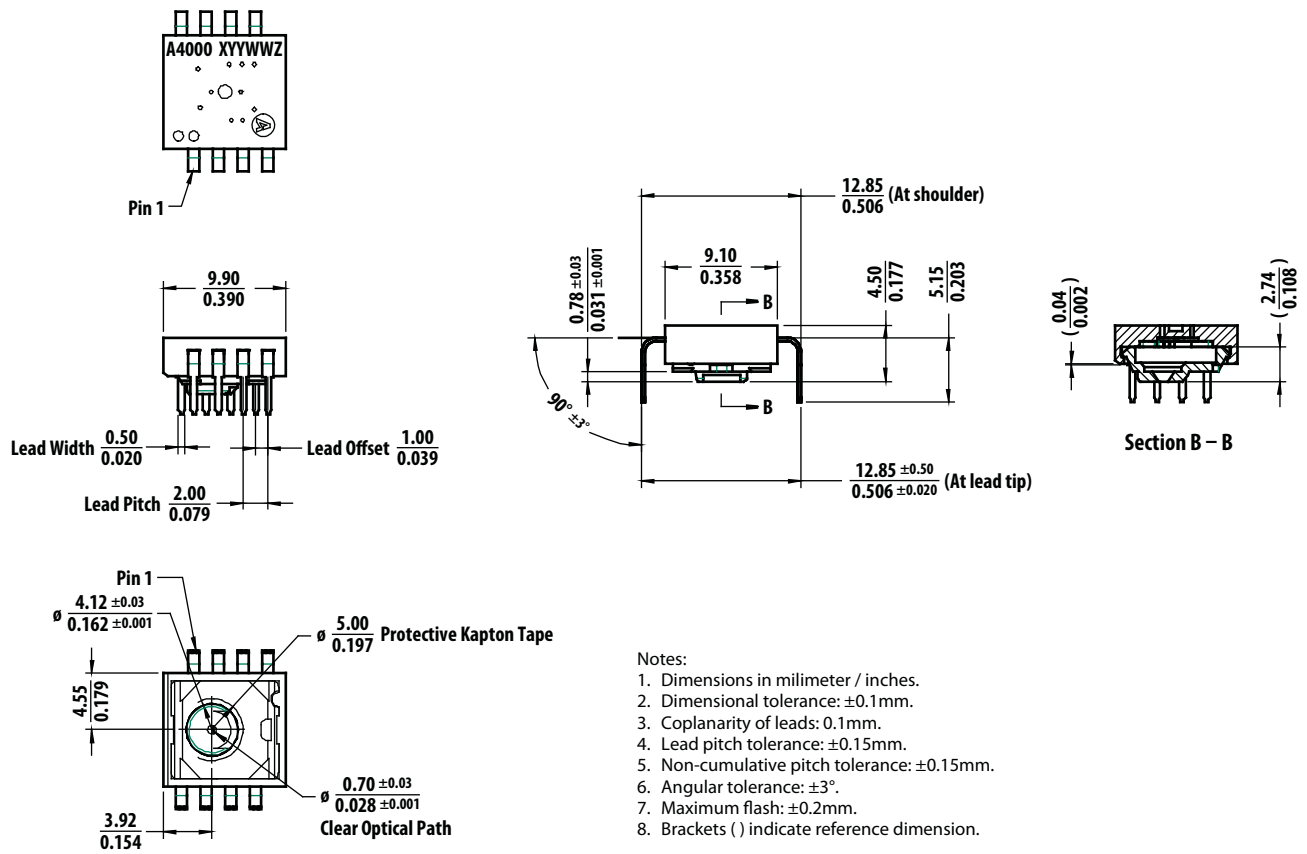 A4000 XYYWWZ
Pin 1
9.90
0.390
Lead Width 0.50
0.020
Lead Offset 1.00
0.039
Lead Pitch 2.00
0.079
12.85 (At shoulder)
0.506
9.10
0.358
0.78 ±0.03
0.031 ±0.001
4.50
0.177
5.15
0.203
B
B
90° ±3°
12.85 ±0.50 (At lead tip)
0.506 ±0.020
( 0.04
0.002 )
( 2.74
0.108 )
Section B – B
Pin 1
ø 4.12 ±0.03
0.162 ±0.001
ø 5.00 Protective Kapton Tape
0.197
4.55
0.179
ø 0.70 ±0.03
0.028 ±0.001
Clear Optical Path
3.92
0.154
Notes:
1. Dimensions in milimeter / inches.
2. Dimensional tolerance: ±0.1mm.
3. Coplanarity of leads: 0.1mm.
4. Lead pitch tolerance: ±0.15mm.
5. Non-cumulative pitch tolerance: ±0.15mm.
6. Angular tolerance: ±3°.
7. Maximum flash: ±0.2mm.
8. Brackets ( ) indicate reference dimension.